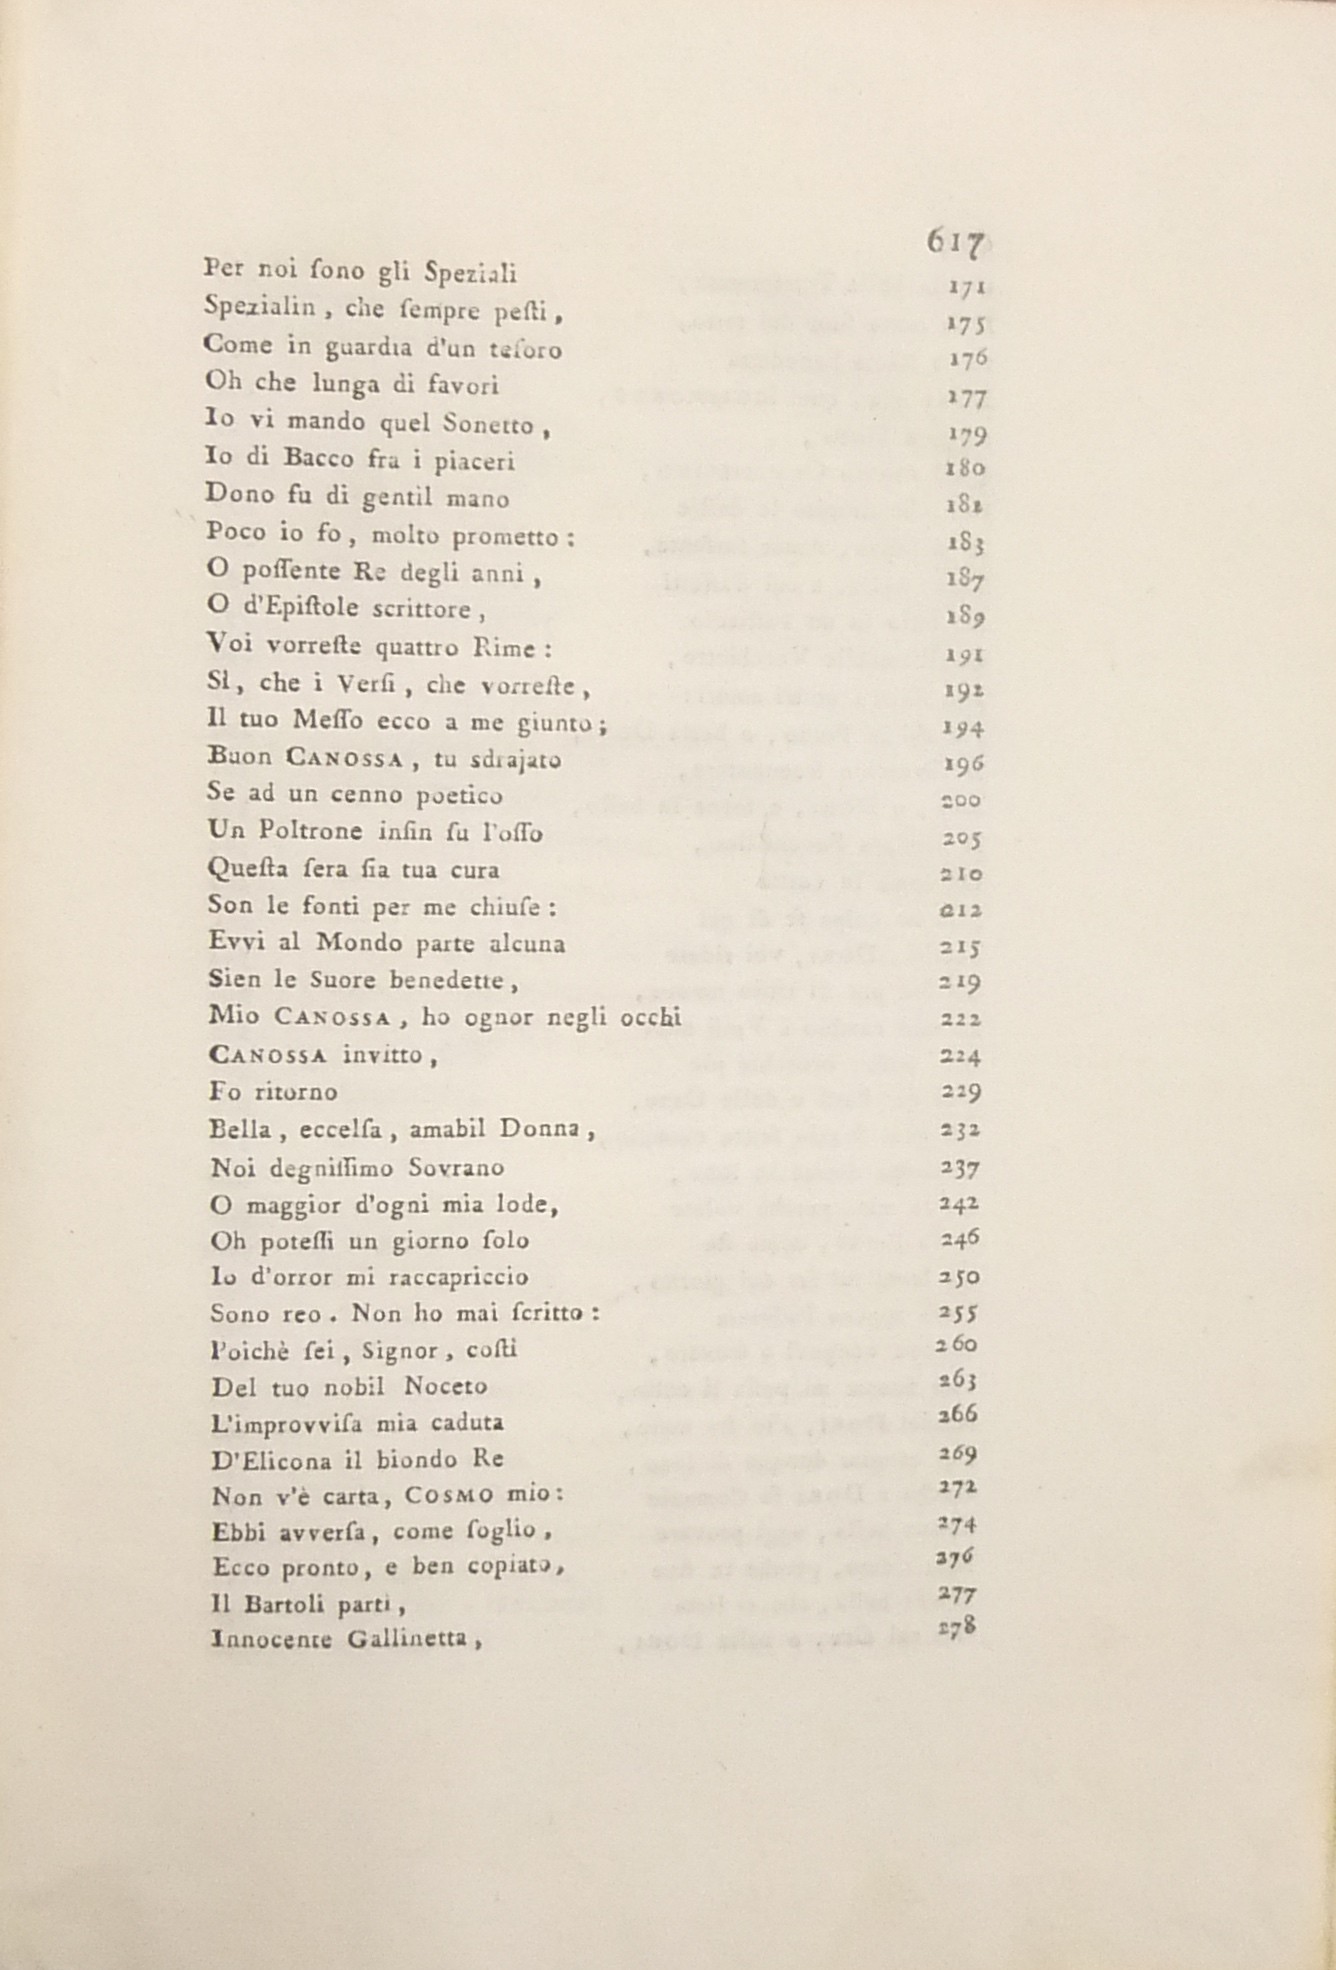 617
Per noi ſono gli Speziali 171
Spezialin, che ſempre peſti, 175
Come in guardia d'un teſoro 176
Oh che lunga di favori 177
Io vi mando quel Sonetto, 179
Io di Bacco fra i piaceri 180
Dono fu di gentil mano 182
Poco io fo, molto prometto: 183
O poſſente Re degli anni, 187
O d'Epiſtole scrittore, 189
Voi vorreſte quattro Rime: 191
Sì, che i Verſi, che vorreſte, 192
Il tuo Meſſo ecco a me giunto; 194
Buon CANOSSA, tu sdrajato 196
Se ad un cenno poetico 200
Un Poltrone inſin ſu l'oſſo 205
Queſta ſera ſia tua cura 210
Son le fonti per me chiuſe: 212
Evvi al Mondo parte alcuna 215
Sien le Suore benedette, 219
Mio CANOSSA, ho ognor negli occhi 222
CANOSSA invitto, 224
Fo ritorno 229
Bella, eccelſa, amabil Donna, 232
Noi degniſſimo Sovrano 237
O maggior d'ogni mia lode, 242
Oh poteſſi un giorno ſolo 246
Io d'orror mi raccapriccio 250
Sono reo. Non ho mai ſcritto: 255
Poichè ſei, Signor, coſtì 260
Del tuo nobil Noceto 263
L'improvviſa mia caduta 266
D'Elicona il biondo Re 269
Non v'è carta, COSMO mio: 272
Ebbi avverſa, come ſoglio, 274
Ecco pronto, e ben copiato, 276
Il Bartoli partì, 277
Innocente Gallinetta, 278